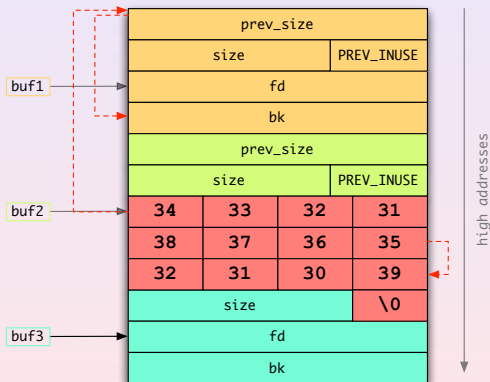 prev_size
size PREV_INUSE
buf1 fd
bk
prev_size
size PREV_INUSE
buf2 34 33 32 31
38 37 36 35
32 31 30 39
size \0
buf3 fd
bk
high addresses